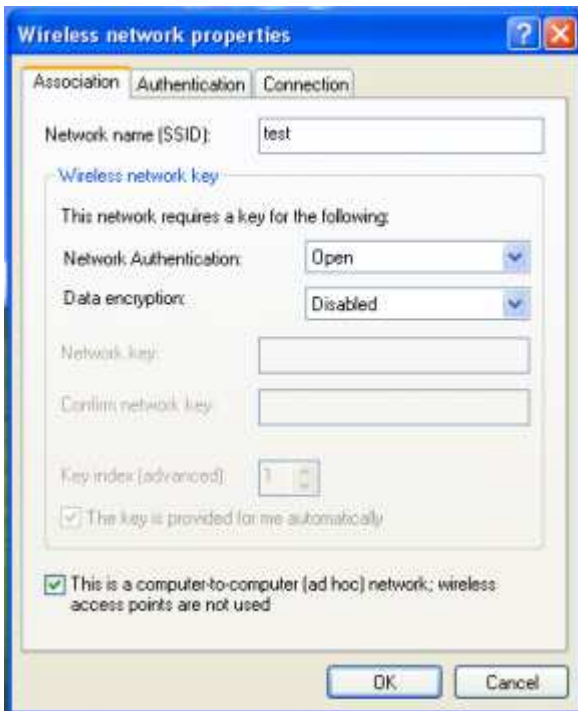 Wireless network properties
Association Authentication Connection
Network name (SSID): test
Wireless network key
This network requires a key for the following:
Network Authentication: Open
Data encryption: Disabled
Network key:
Confirm network key:
Key index (advanced): 1
The key is provided for me automatically
This is a computer-to-computer (ad hoc) network; wireless
access points are not used
OK Cancel